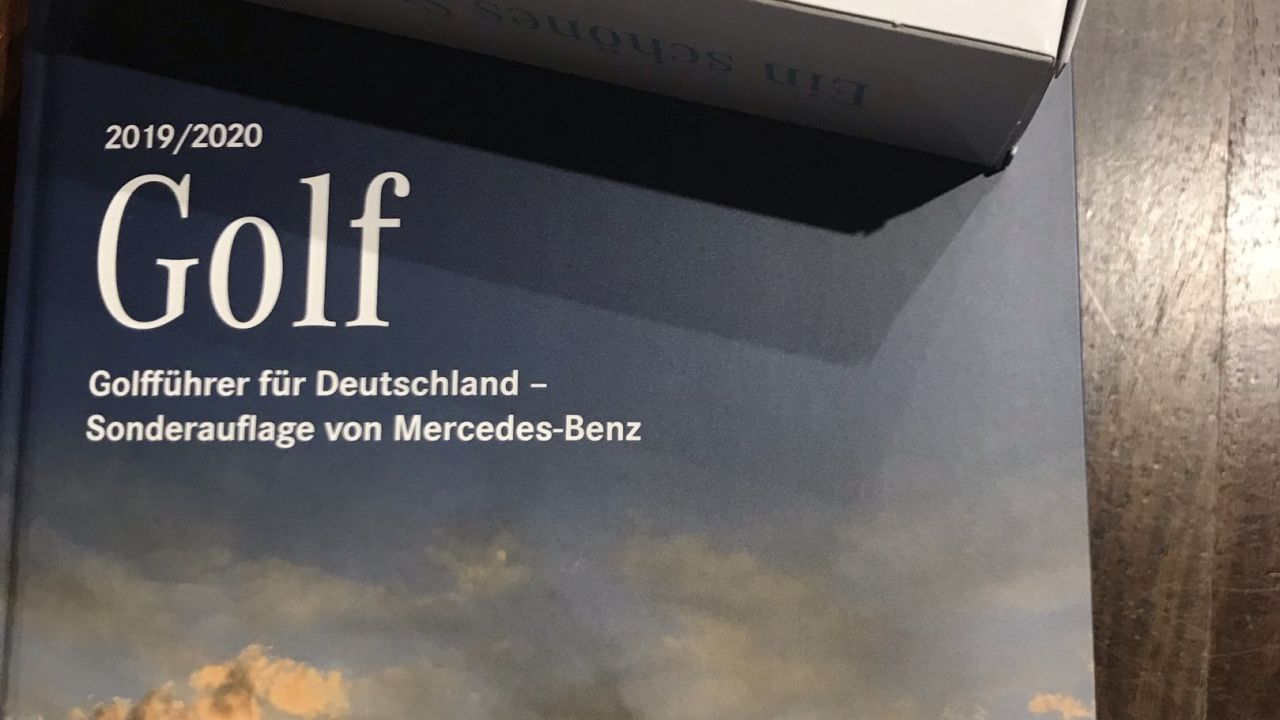 Ein schönes
2019/2020
Golf
Golfführer für Deutschland –
Sonderauflage von Mercedes-Benz